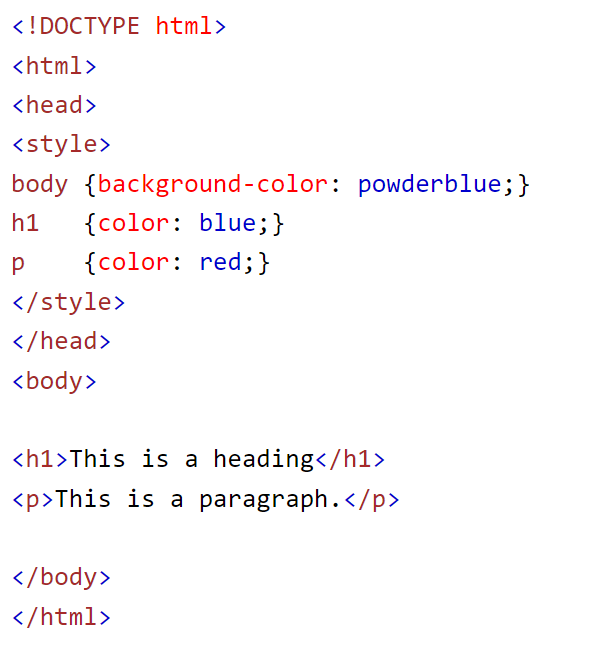 <!DOCTYPE html>
<html>
<head>
<style>
body {background-color: powderblue;}
h1   {color: blue;}
p    {color: red;}
</style>
</head>
<body>

<h1>This is a heading</h1>
<p>This is a paragraph.</p>

</body>
</html>